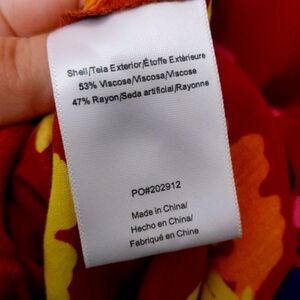 Shell/Tela Exterior/Étoffe Extérieure
53% Viscose/Viscosa/Viscose
47% Rayon/Seda artificial/Rayonne
PO#202912
Made in China/
Hecho en China/
Fabriqué en Chine